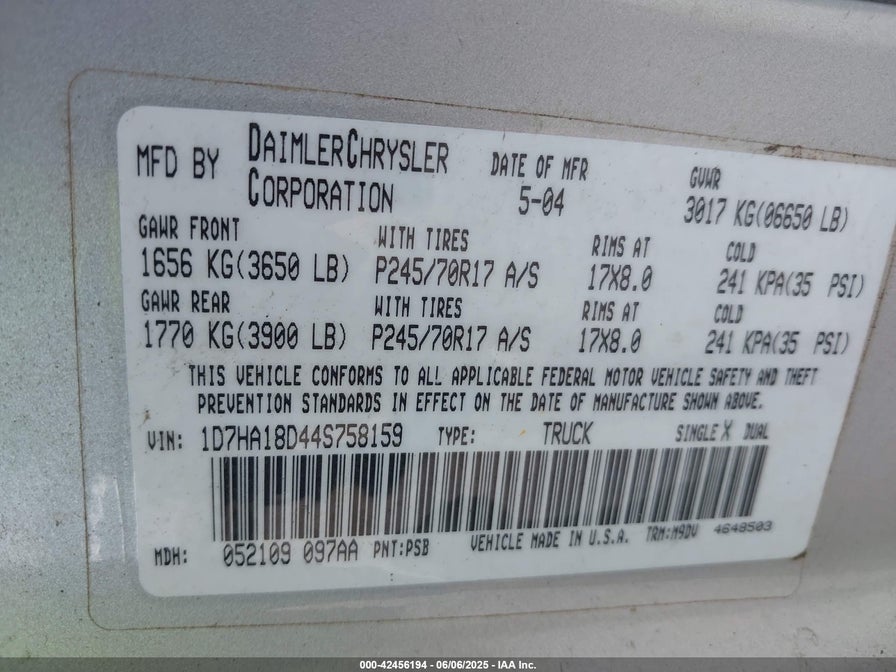 MFD BY DAIMLERCHRYSLER CORPORATION DATE OF MFR 5-04 GVWR 3017 KG(06650 LB)
GAWR FRONT WITH TIRES RIMS AT COLD
1656 KG(3650 LB) P245/70R17 A/S 17X8.0 241 KPA(35 PSI)
GAWR REAR WITH TIRES RIMS AT COLD
1770 KG(3900 LB) P245/70R17 A/S 17X8.0 241 KPA(35 PSI)
THIS VEHICLE CONFORMS TO ALL APPLICABLE FEDERAL MOTOR VEHICLE SAFETY AND THEFT
PREVENTION STANDARDS IN EFFECT ON THE DATE OF MANUFACTURE SHOWN ABOVE.
VIN: 1D7HA18D44S758159 TYPE: TRUCK SINGLE X DUAL
MDH: 052109 097AA PNT:PSB VEHICLE MADE IN U.S.A. TRM:M9DV 4648503
000-42456194 - 06/06/2025 - IAA Inc.